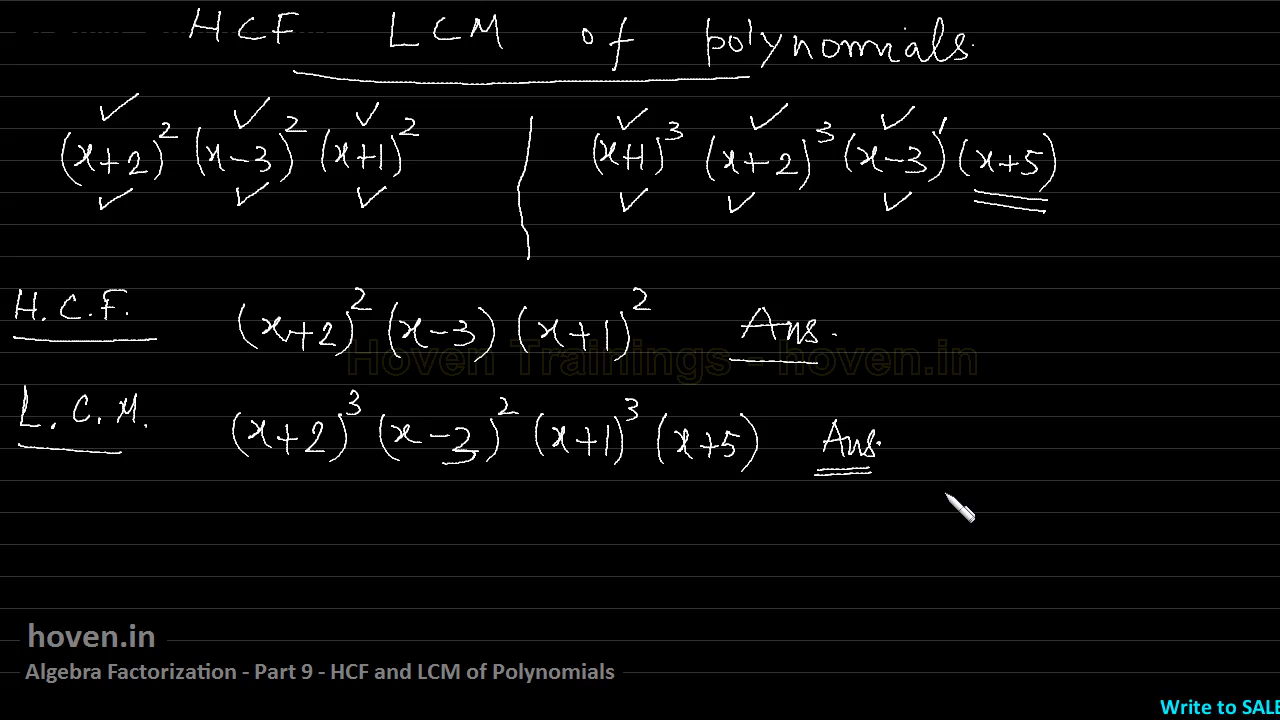 HCF LCM of polynomials.
(x+2)² (x-3)² (x+1)² | (x+1)³ (x+2)³ (x-3)¹ (x+5)
H.C.F. (x+2)² (x-3) (x+1)² Ans.
Hoven Trainings - hoven.in
L.C.M. (x+2)³ (x-3)² (x+1)³ (x+5) Ans.
hoven.in
Algebra Factorization - Part 9 - HCF and LCM of Polynomials
Write to SALE